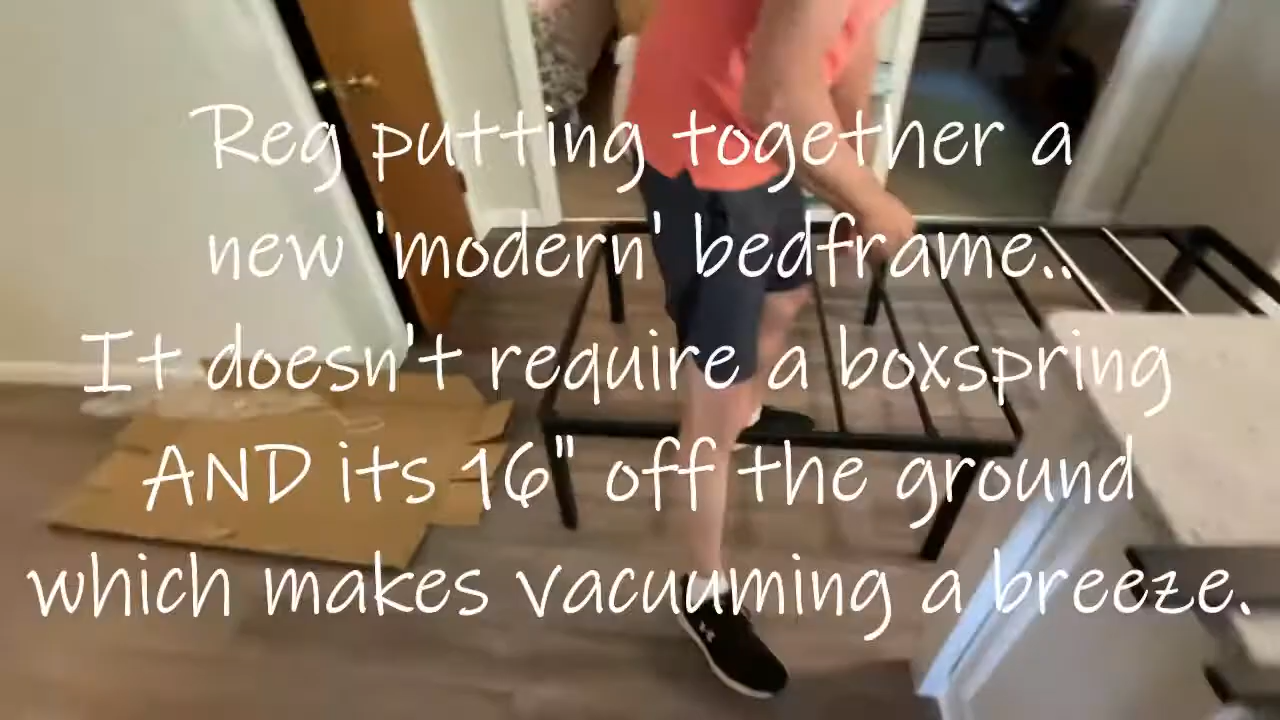 Reg putting together a
new 'modern' bedframe..
It doesn't require a boxspring
AND its 16" off the ground
which makes vacuuming a breeze.